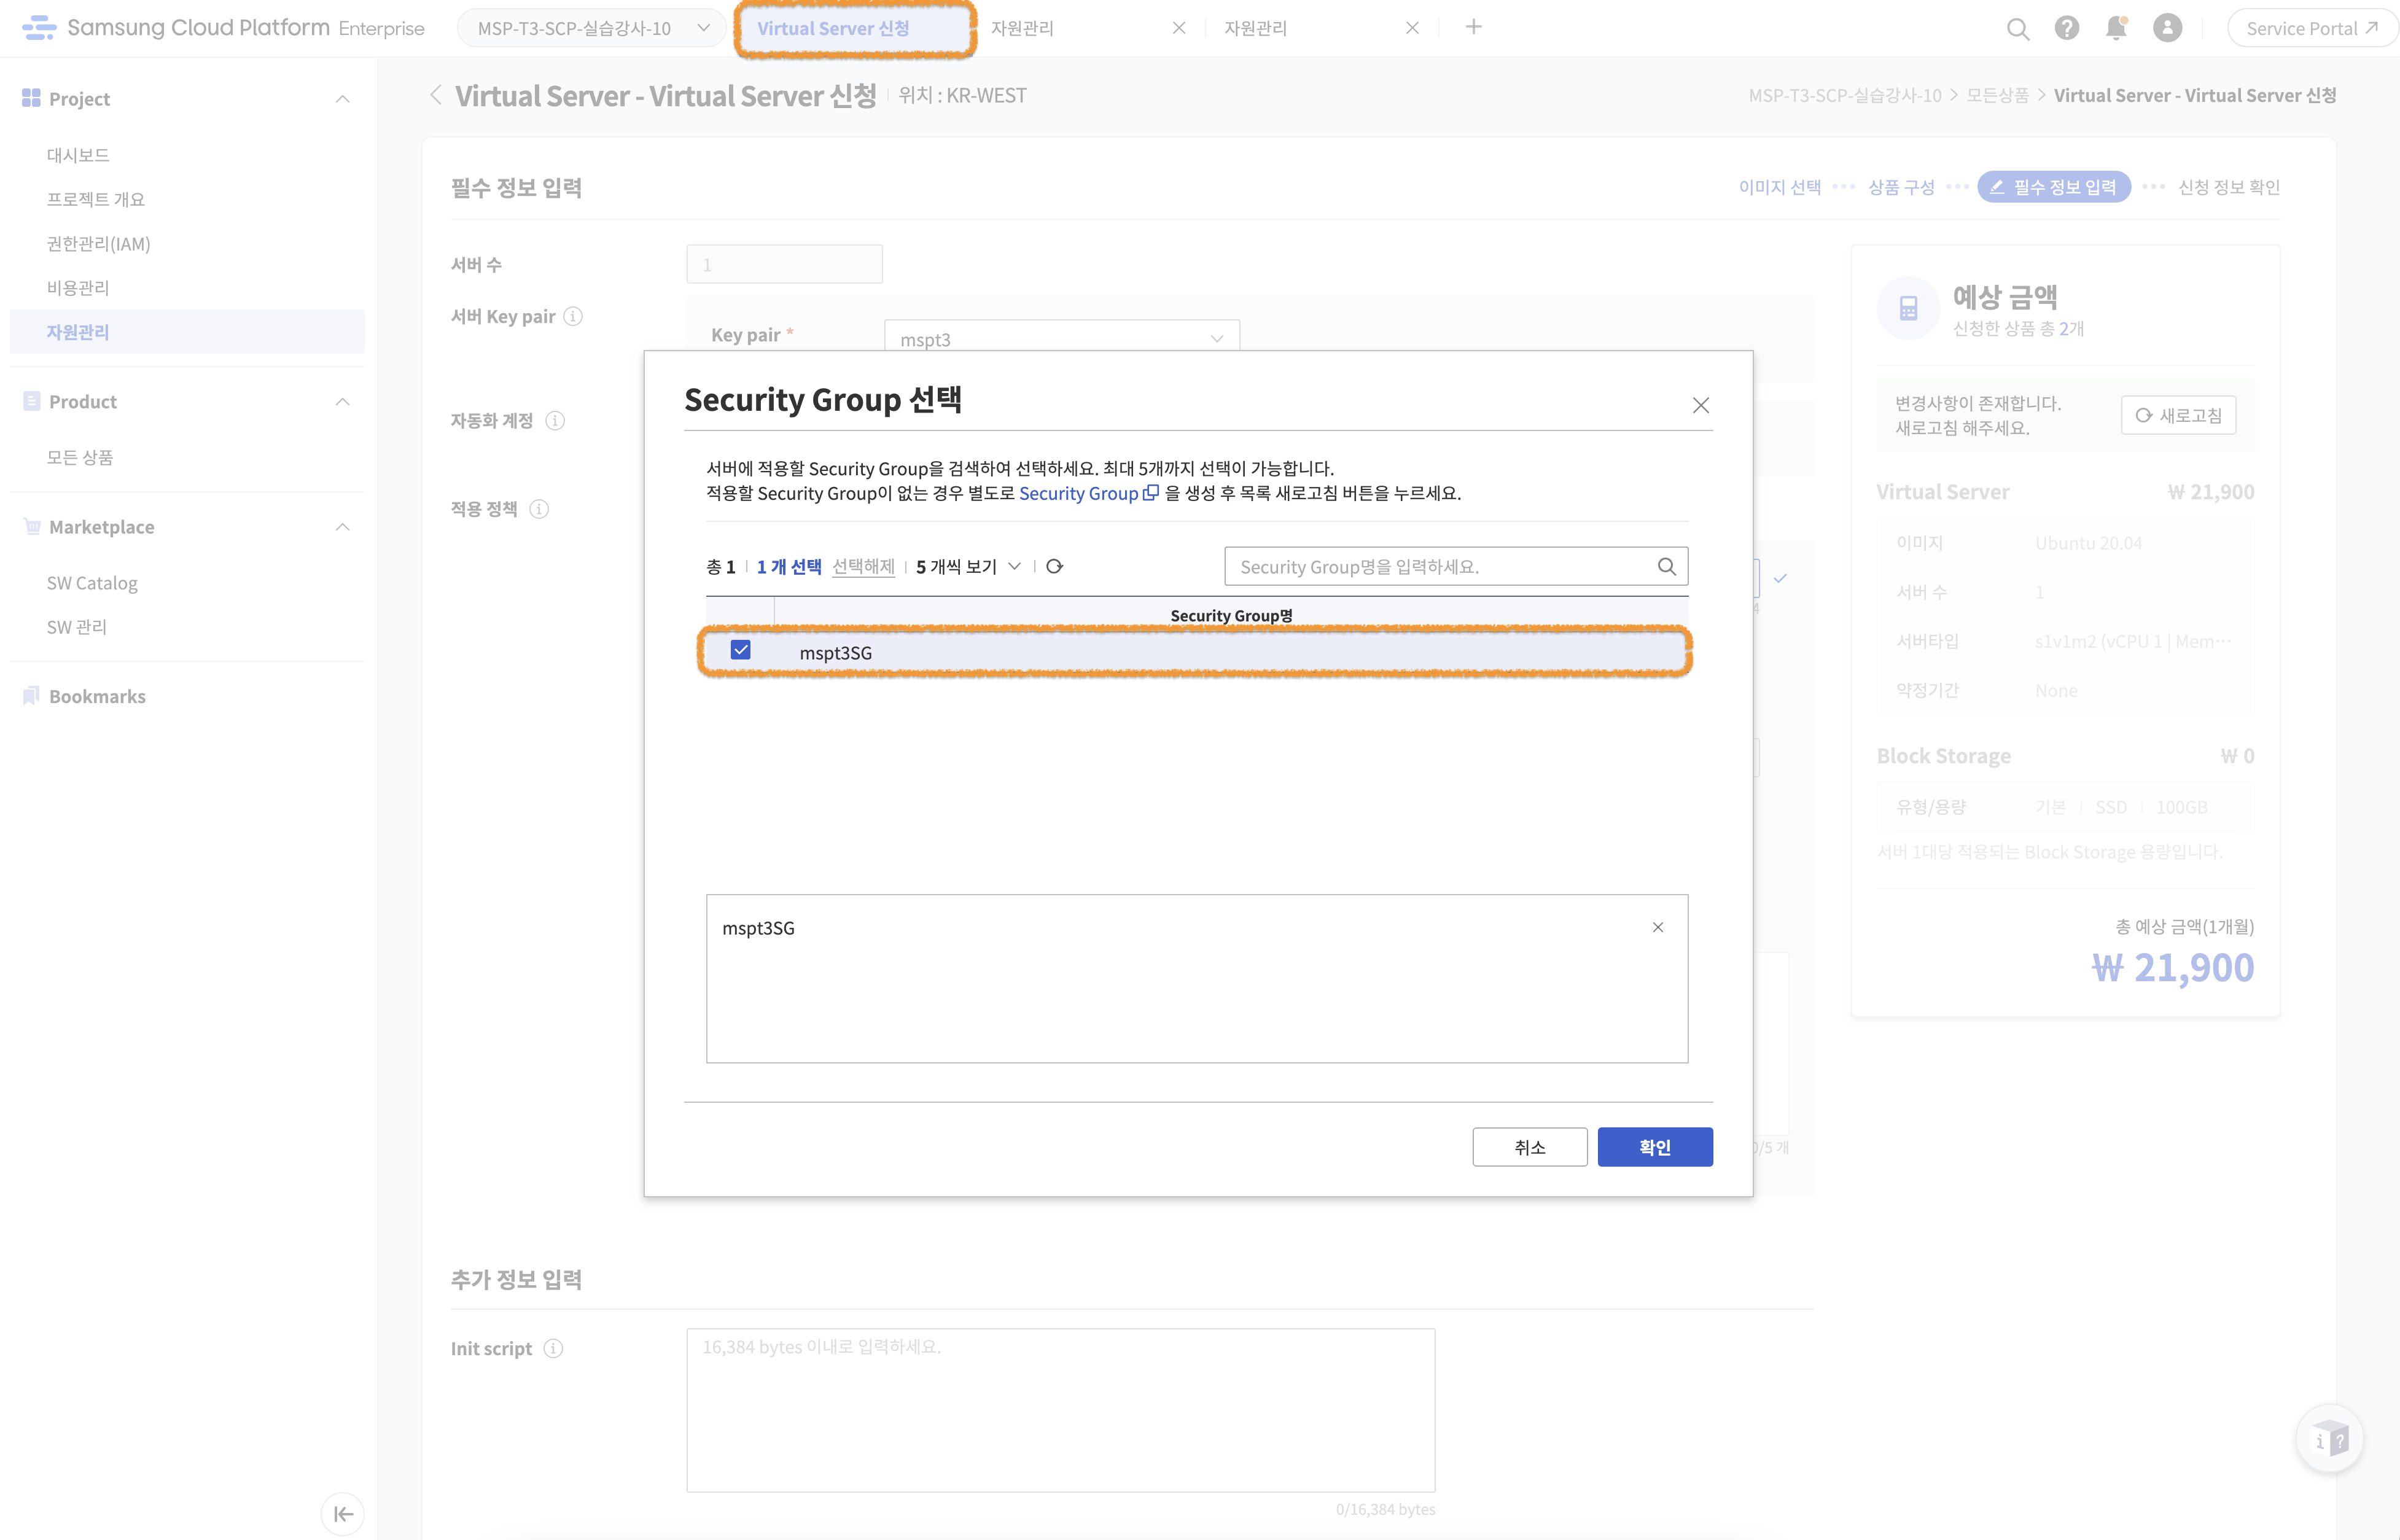 Samsung Cloud Platform Enterprise
MSP-T3-SCP-실습강사-10
Virtual Server 신청
자원관리
자원관리
Service Portal
Project
대시보드
프로젝트 개요
권한관리(IAM)
비용관리
자원관리
Product
모든 상품
Marketplace
SW Catalog
SW 관리
Bookmarks
Virtual Server - Virtual Server 신청
위치 : KR-WEST
MSP-T3-SCP-실습강사-10 > 모든상품 > Virtual Server - Virtual Server 신청
필수 정보 입력
이미지 선택 ••• 상품 구성 ••• 필수 정보 입력 ••• 신청 정보 확인
서버 수
1
서버 Key pair
Key pair *
mspt3
자동화 계정
적용 정책
Security Group 선택
서버에 적용할 Security Group을 검색하여 선택하세요. 최대 5개까지 선택이 가능합니다.
적용할 Security Group이 없는 경우 별도로 Security Group 을 생성 후 목록 새로고침 버튼을 누르세요.
총 1
1 개 선택 선택해제
5 개씩 보기
Security Group명을 입력하세요.
Security Group명
mspt3SG
mspt3SG
취소
확인
/5 개
추가 정보 입력
Init script
16,384 bytes 이내로 입력하세요.
0/16,384 bytes
예상 금액
신청한 상품 총 2개
변경사항이 존재합니다.
새로고침 해주세요.
새로고침
Virtual Server ₩ 21,900
이미지 Ubuntu 20.04
서버 수 1
서버타입 s1v1m2 (vCPU 1 | Mem···
약정기간 None
Block Storage ₩ 0
유형/용량 기본 | SSD | 100GB
서버 1대당 적용되는 Block Storage 용량입니다.
총 예상 금액(1개월)
₩ 21,900